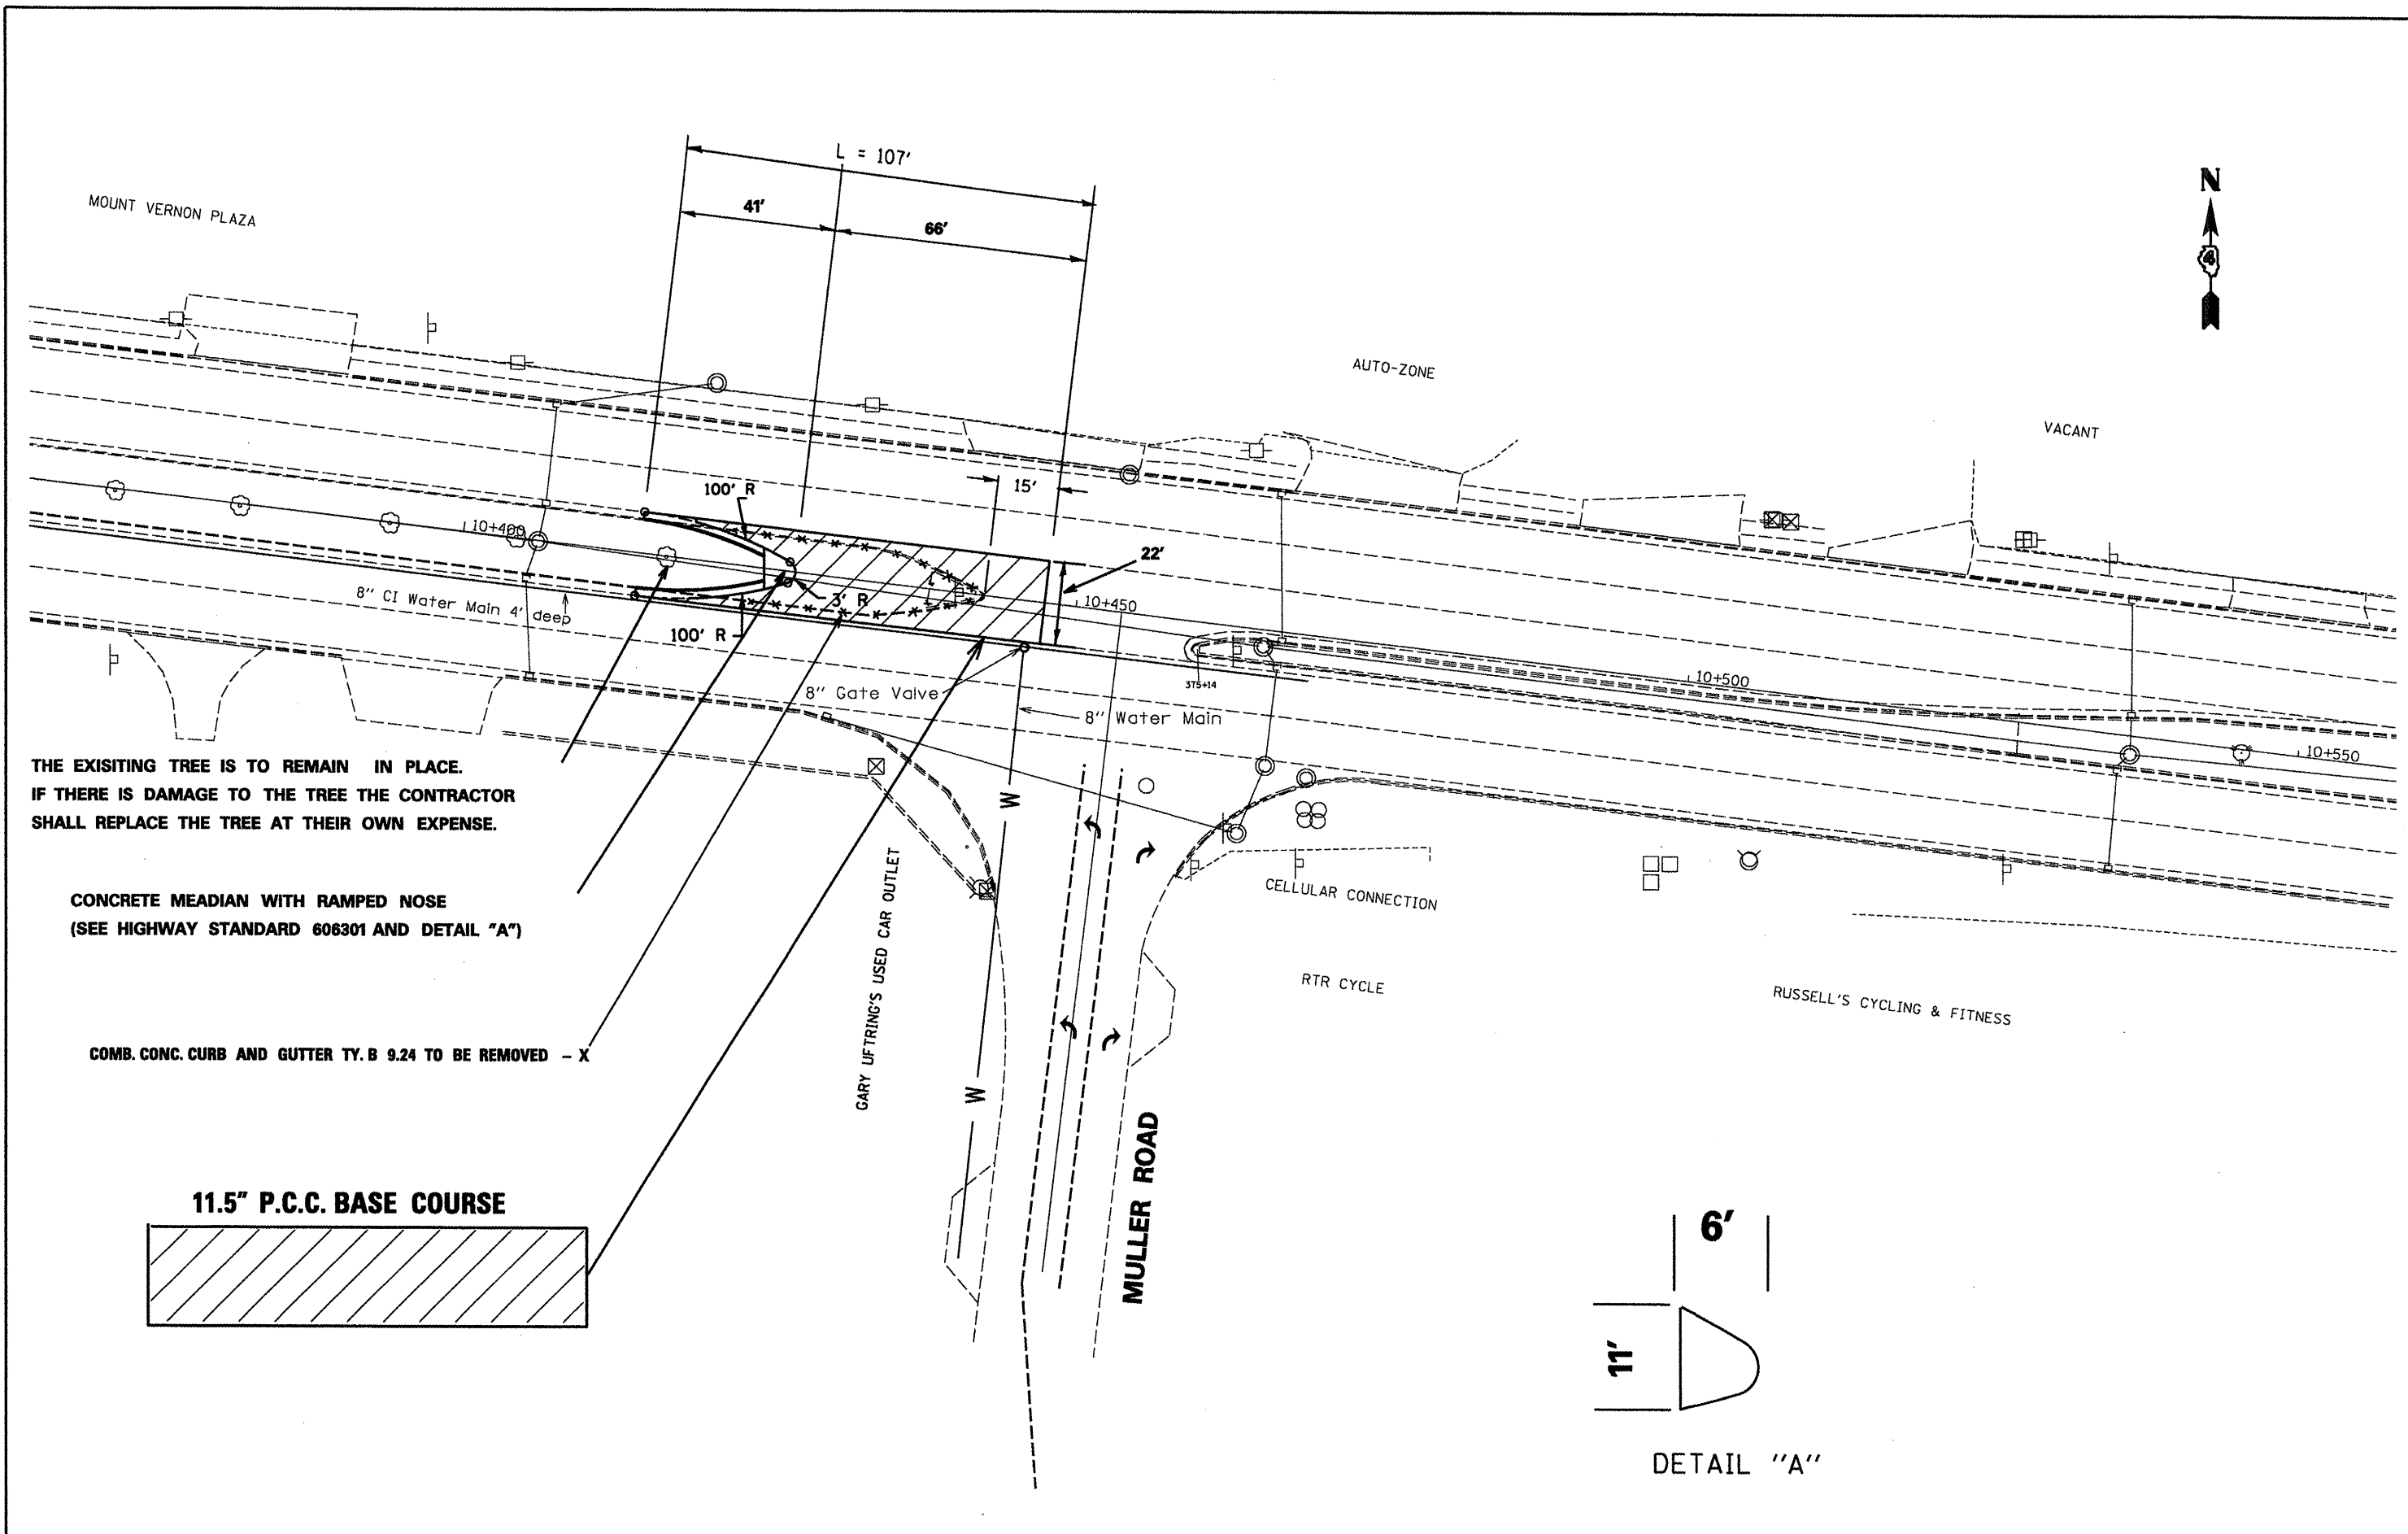 L = 107'
41'
66'
MOUNT VERNON PLAZA
N
4
AUTO-ZONE
VACANT
100' R
15'
10+400
22'
8" CI Water Main 4' deep
3' R
10+450
100' R
8" Gate Valve
375+14
10+500
8" Water Main
10+550
THE EXISITING TREE IS TO REMAIN IN PLACE.
IF THERE IS DAMAGE TO THE TREE THE CONTRACTOR
SHALL REPLACE THE TREE AT THEIR OWN EXPENSE.
W
CONCRETE MEADIAN WITH RAMPED NOSE
(SEE HIGHWAY STANDARD 606301 AND DETAIL "A")
GARY UFTRING'S USED CAR OUTLET
CELLULAR CONNECTION
RTR CYCLE
RUSSELL'S CYCLING & FITNESS
COMB. CONC. CURB AND GUTTER TY. B 9.24 TO BE REMOVED - X
W
MULLER ROAD
11.5" P.C.C. BASE COURSE
6'
11'
DETAIL "A"